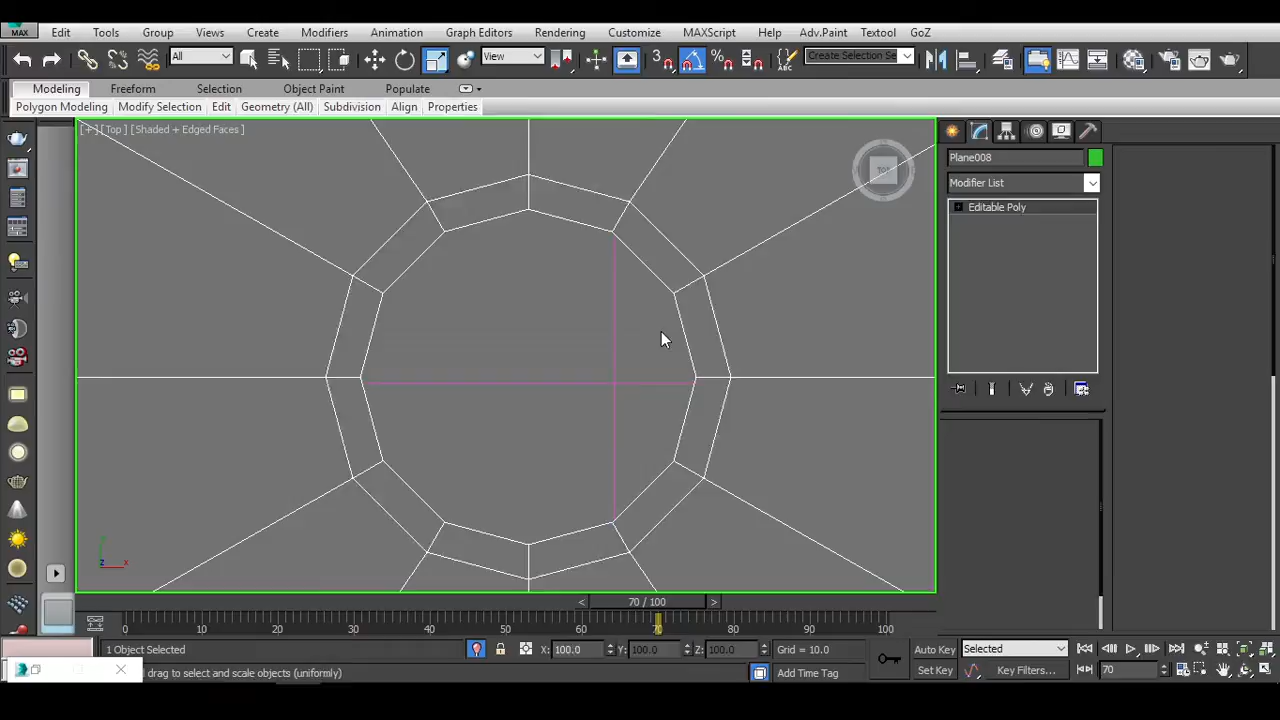 MAX Edit Tools Group Views Create Modifiers Animation Graph Editors Rendering Customize MAXScript Help Adv.Paint Textool GoZ
All View 3 Create Selection Se
Modeling Freeform Selection Object Paint Populate
Polygon Modeling Modify Selection Edit Geometry (All) Subdivision Align Properties
[+] [Top ] [Shaded + Edged Faces ]
TOP
Plane008
Modifier List
Editable Poly
y
z x
< 70 / 100 >
0 10 20 30 40 50 60 70 80 90 100
1 Object Selected X: 100.0 Y: 100.0 Z: 100.0 Grid = 10.0 Auto Key Selected
drag to select and scale objects (uniformly) Add Time Tag Set Key Key Filters... 70